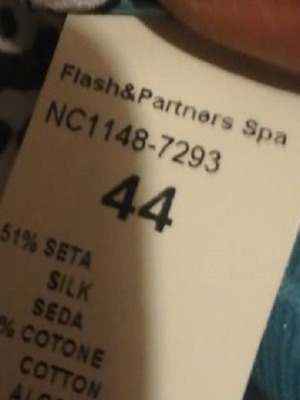 Flash&Partners Spa
NC1148-7293
44
51% SETA
SILK
SEDA
% COTONE
COTTON